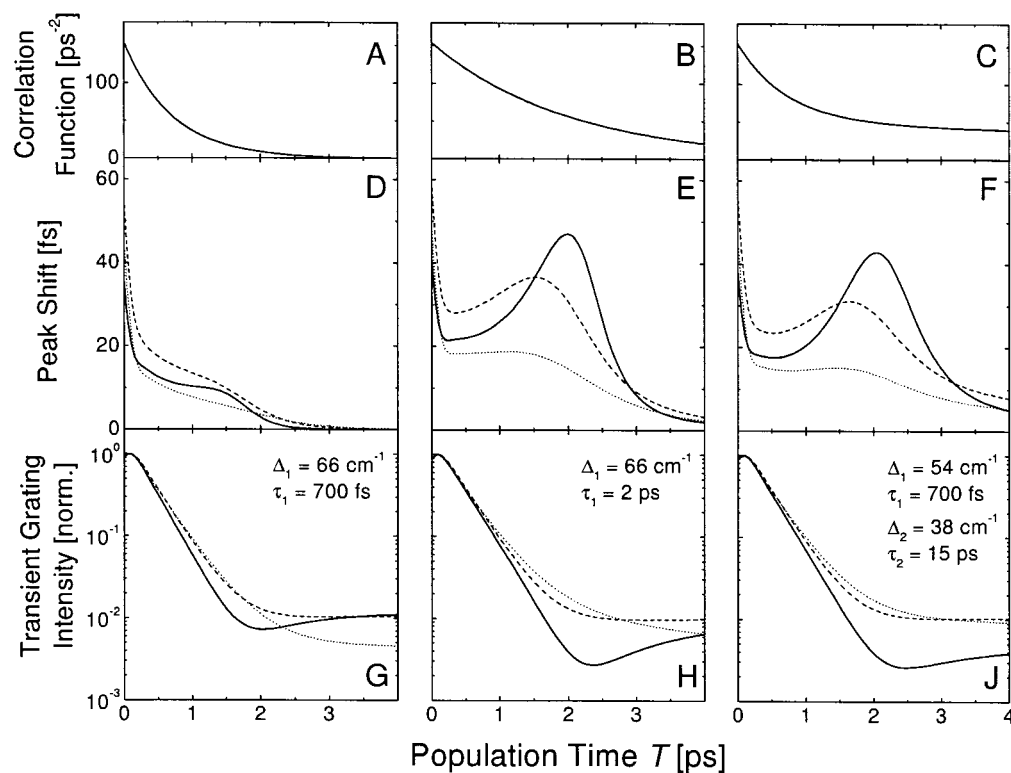 Correlation
Function [ps⁻²]
100
0
A
B
C
Peak Shift [fs]
60
40
20
0
D
E
F
Transient Grating
Intensity [norm.]
10⁰
10⁻¹
10⁻²
10⁻³
Δ₁ = 66 cm⁻¹
τ₁ = 700 fs
G
Δ₁ = 66 cm⁻¹
τ₁ = 2 ps
H
Δ₁ = 54 cm⁻¹
τ₁ = 700 fs
Δ₂ = 38 cm⁻¹
τ₂ = 15 ps
J
0 1 2 3 0 1 2 3 0 1 2 3 4
Population Time T [ps]